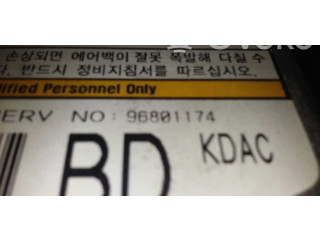 손상되면 에어백이 잘못 폭발해 다칠 수
다. 반드시 정비지침서를 따르십시오.
ified Personnel Only
ERV NO: 96801174
BD KDAC